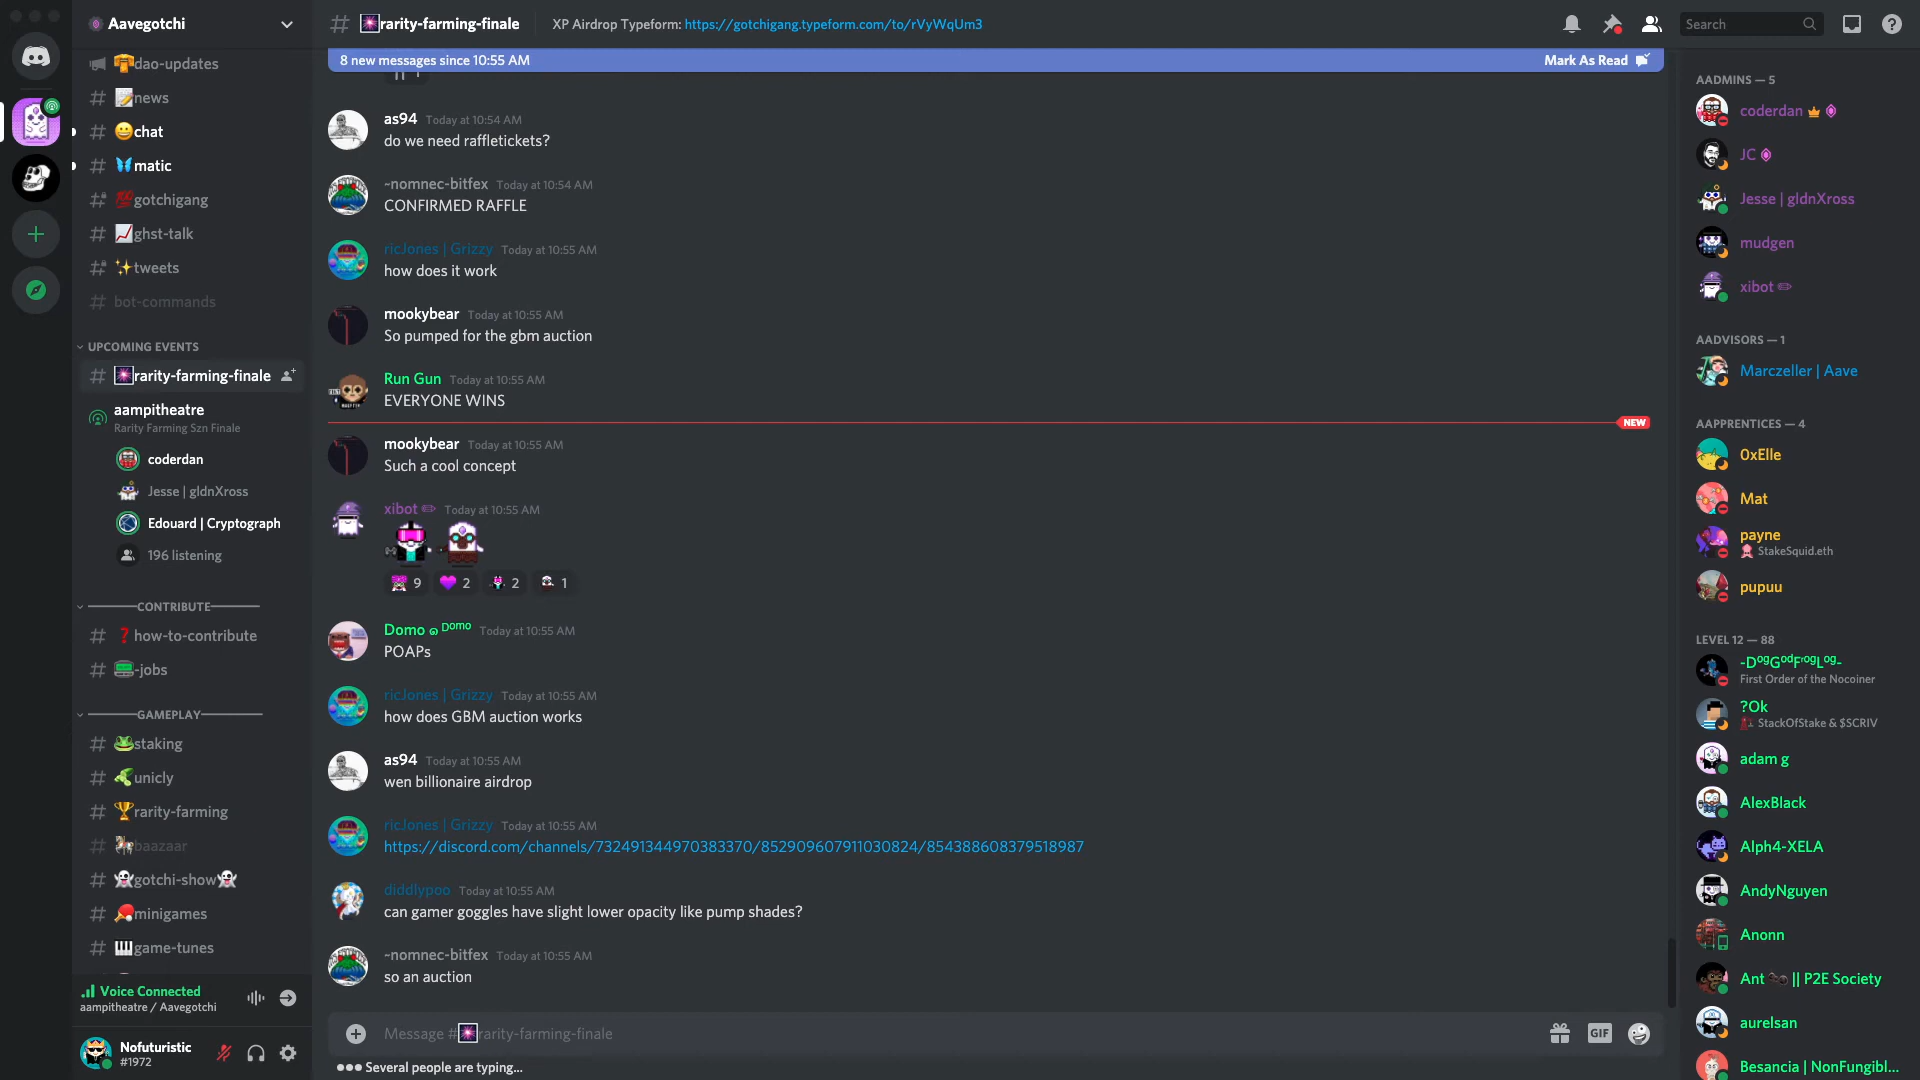 Aavegotchi
dao-updates
news
chat
matic
gotchigang
ghst-talk
tweets
bot-commands
UPCOMING EVENTS
rarity-farming-finale
aampitheatre
Rarity Farming Szn Finale
coderdan
Jesse | gldnXross
Edouard | Cryptograph
196 listening
CONTRIBUTE
how-to-contribute
-jobs
GAMEPLAY
staking
unicly
rarity-farming
baazaar
gotchi-show
minigames
game-tunes
Voice Connected
aampitheatre / Aavegotchi
Nofuturistic
#1972
rarity-farming-finale
XP Airdrop Typeform: https://gotchigang.typeform.com/to/rVyWqUm3
Search
8 new messages since 10:55 AM
Mark As Read
as94 Today at 10:54 AM
do we need raffletickets?
~nomnec-bitfex Today at 10:54 AM
CONFIRMED RAFFLE
ricJones | Grizzy Today at 10:55 AM
how does it work
mookybear Today at 10:55 AM
So pumped for the gbm auction
Run Gun Today at 10:55 AM
EVERYONE WINS
NEW
mookybear Today at 10:55 AM
Such a cool concept
xibot Today at 10:55 AM
9 2 2 1
Domo ๑ ᴰᵒᵐᵒ Today at 10:55 AM
POAPs
ricJones | Grizzy Today at 10:55 AM
how does GBM auction works
as94 Today at 10:55 AM
wen billionaire airdrop
ricJones | Grizzy Today at 10:55 AM
https://discord.com/channels/732491344970383370/852909607911030824/854388608379518987
diddlypoo Today at 10:55 AM
can gamer goggles have slight lower opacity like pump shades?
~nomnec-bitfex Today at 10:55 AM
so an auction
Message #rarity-farming-finale
GIF
Several people are typing...
AADMINS — 5
coderdan
JC
Jesse | gldnXross
mudgen
xibot
AADVISORS — 1
Marczeller | Aave
AAPRENTICES — 4
0xElle
Mat
payne
StakeSquid.eth
pupuu
LEVEL 12 — 88
-DᵒᵍGᵒᵈFʳᵒᵍLᵒᵍ-
First Order of the Nocoiner
?Ok
StackOfStake & $SCRIV
adam g
AlexBlack
Alph4-XELA
AndyNguyen
Anonn
Ant || P2E Society
aurelsan
Besancia | NonFungibl...